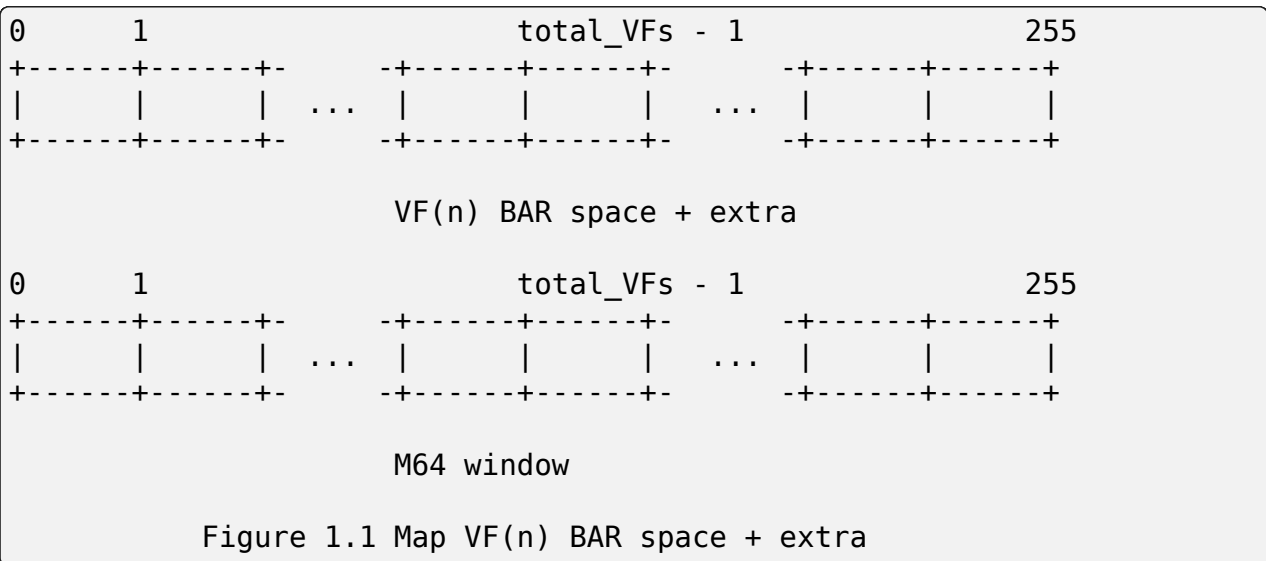 0      1                     total_VFs - 1                255
+------+------+-     -+------+------+-      -+------+------+
|      |      |  ...  |      |      |   ...  |      |      |
+------+------+-     -+------+------+-      -+------+------+

                     VF(n) BAR space + extra

0      1                     total_VFs - 1                255
+------+------+-     -+------+------+-      -+------+------+
|      |      |  ...  |      |      |   ...  |      |      |
+------+------+-     -+------+------+-      -+------+------+

                     M64 window

           Figure 1.1 Map VF(n) BAR space + extra